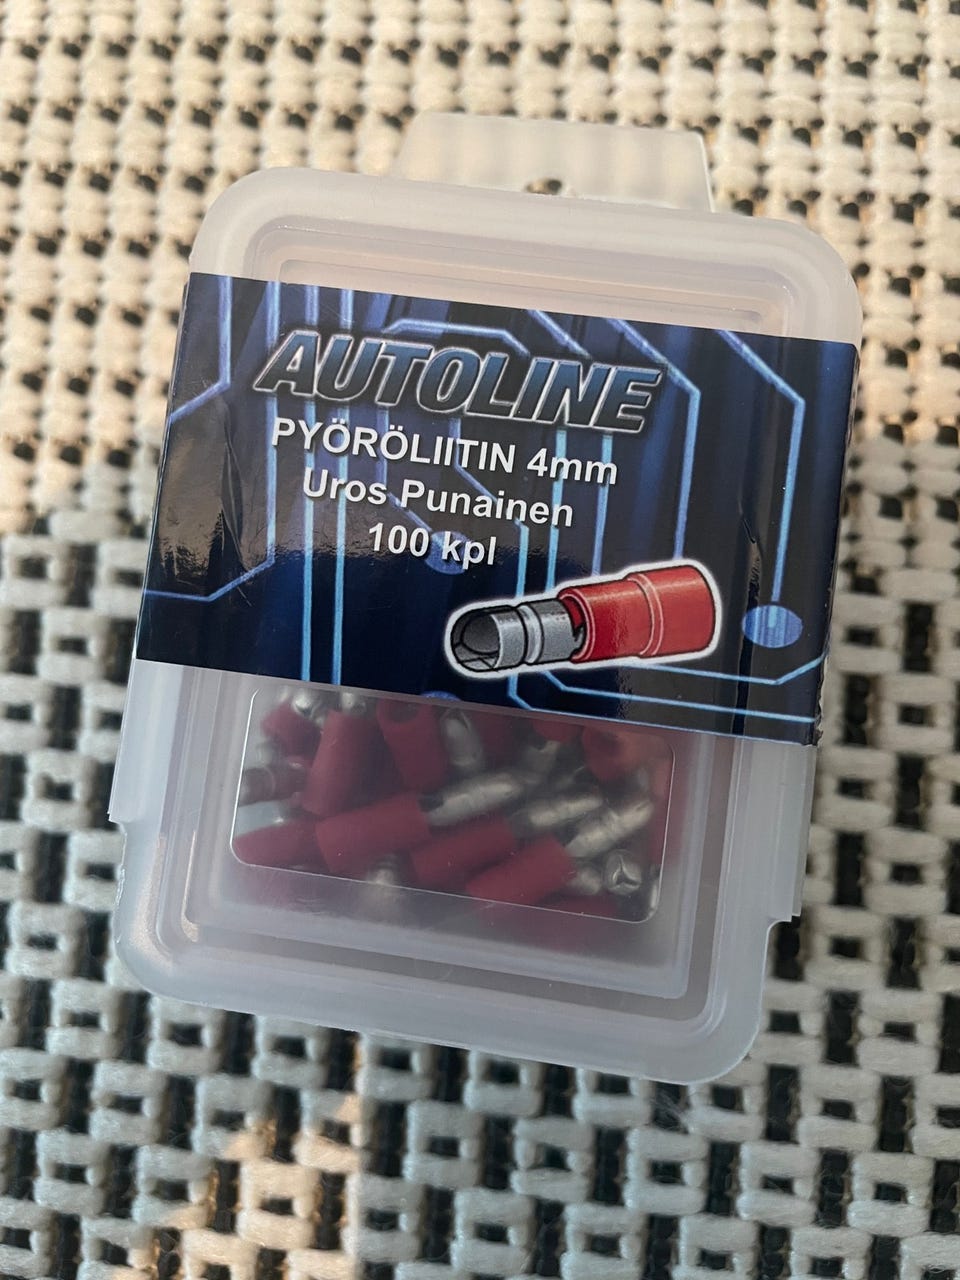 AUTOLINE
PYÖRÖLIITIN 4mm
Uros Punainen
100 kpl